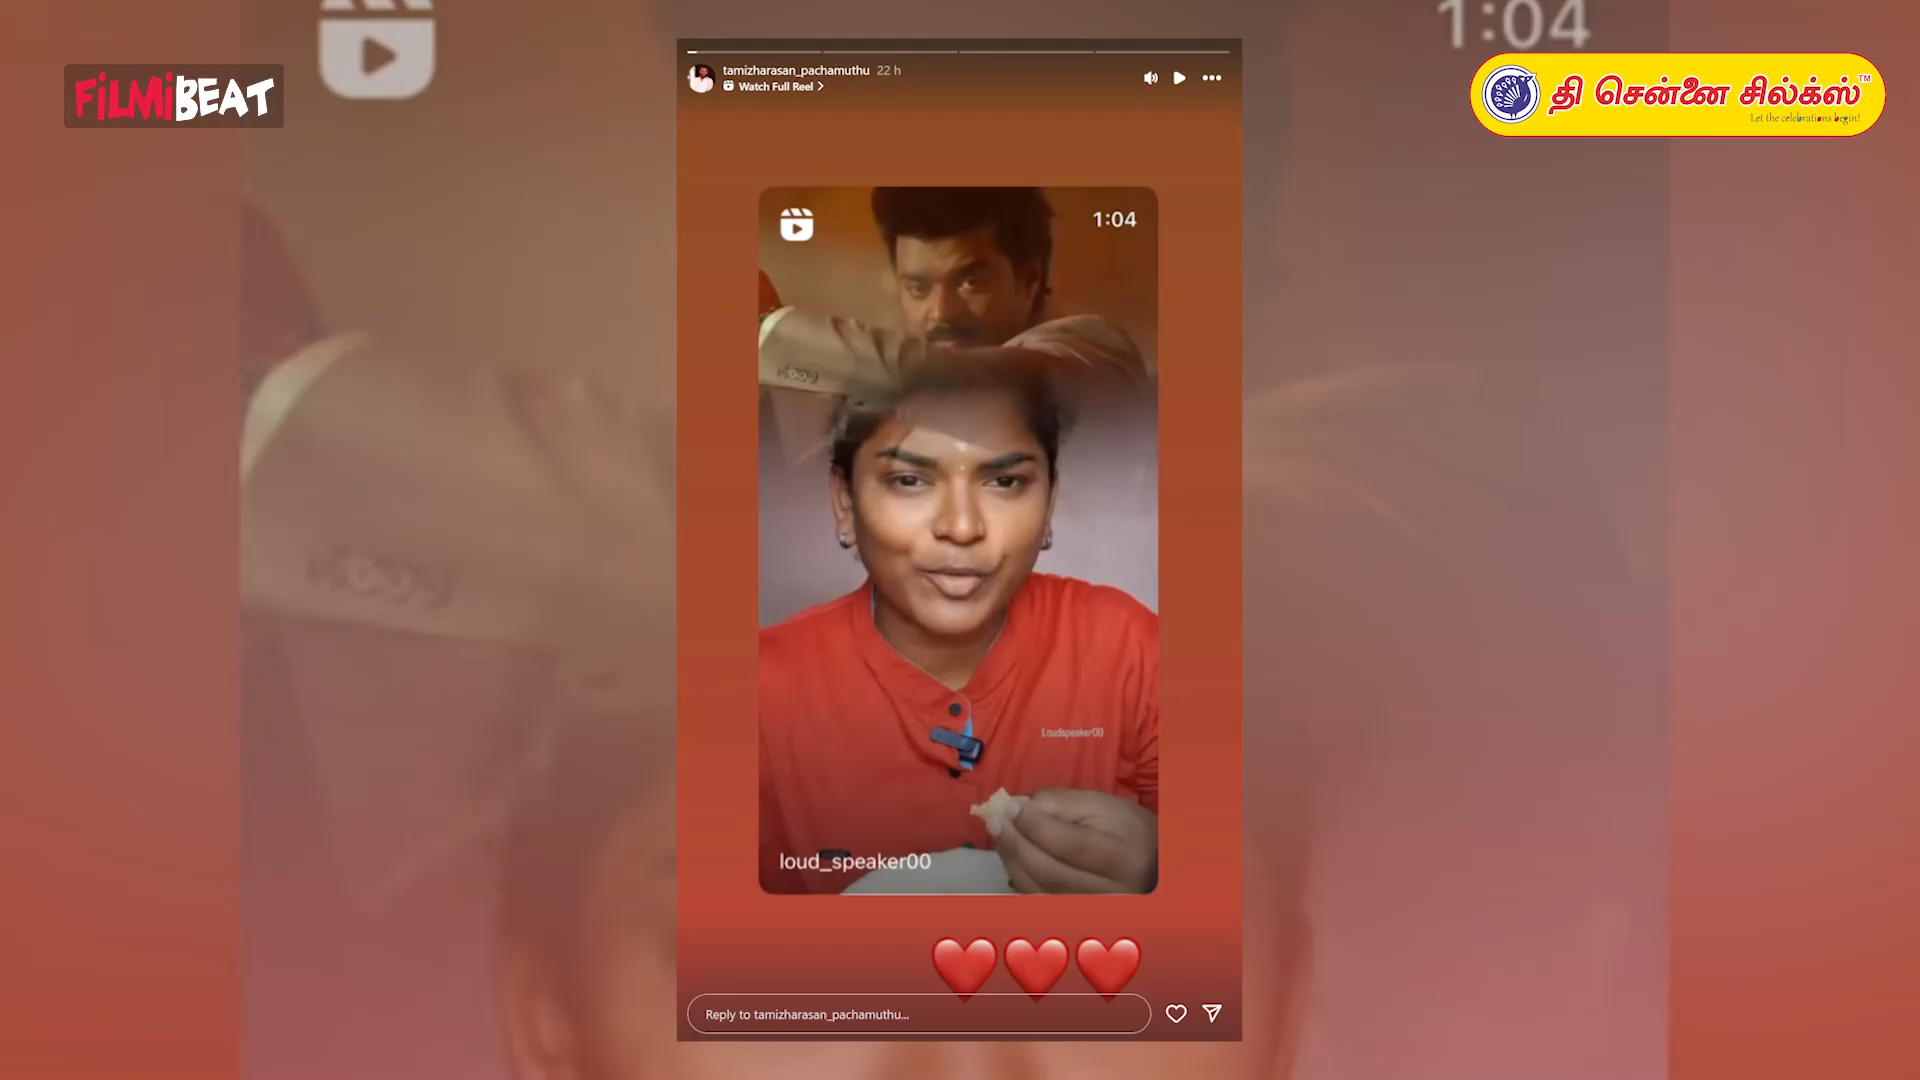 1:04
FiLMiBEAT
தி சென்னை சில்க்ஸ் TM
Let the celebrations begin!
tamizharasan_pachamuthu 22 h
Watch Full Reel
1:04
Loudspeaker00
loud_speaker00
Reply to tamizharasan_pachamuthu...